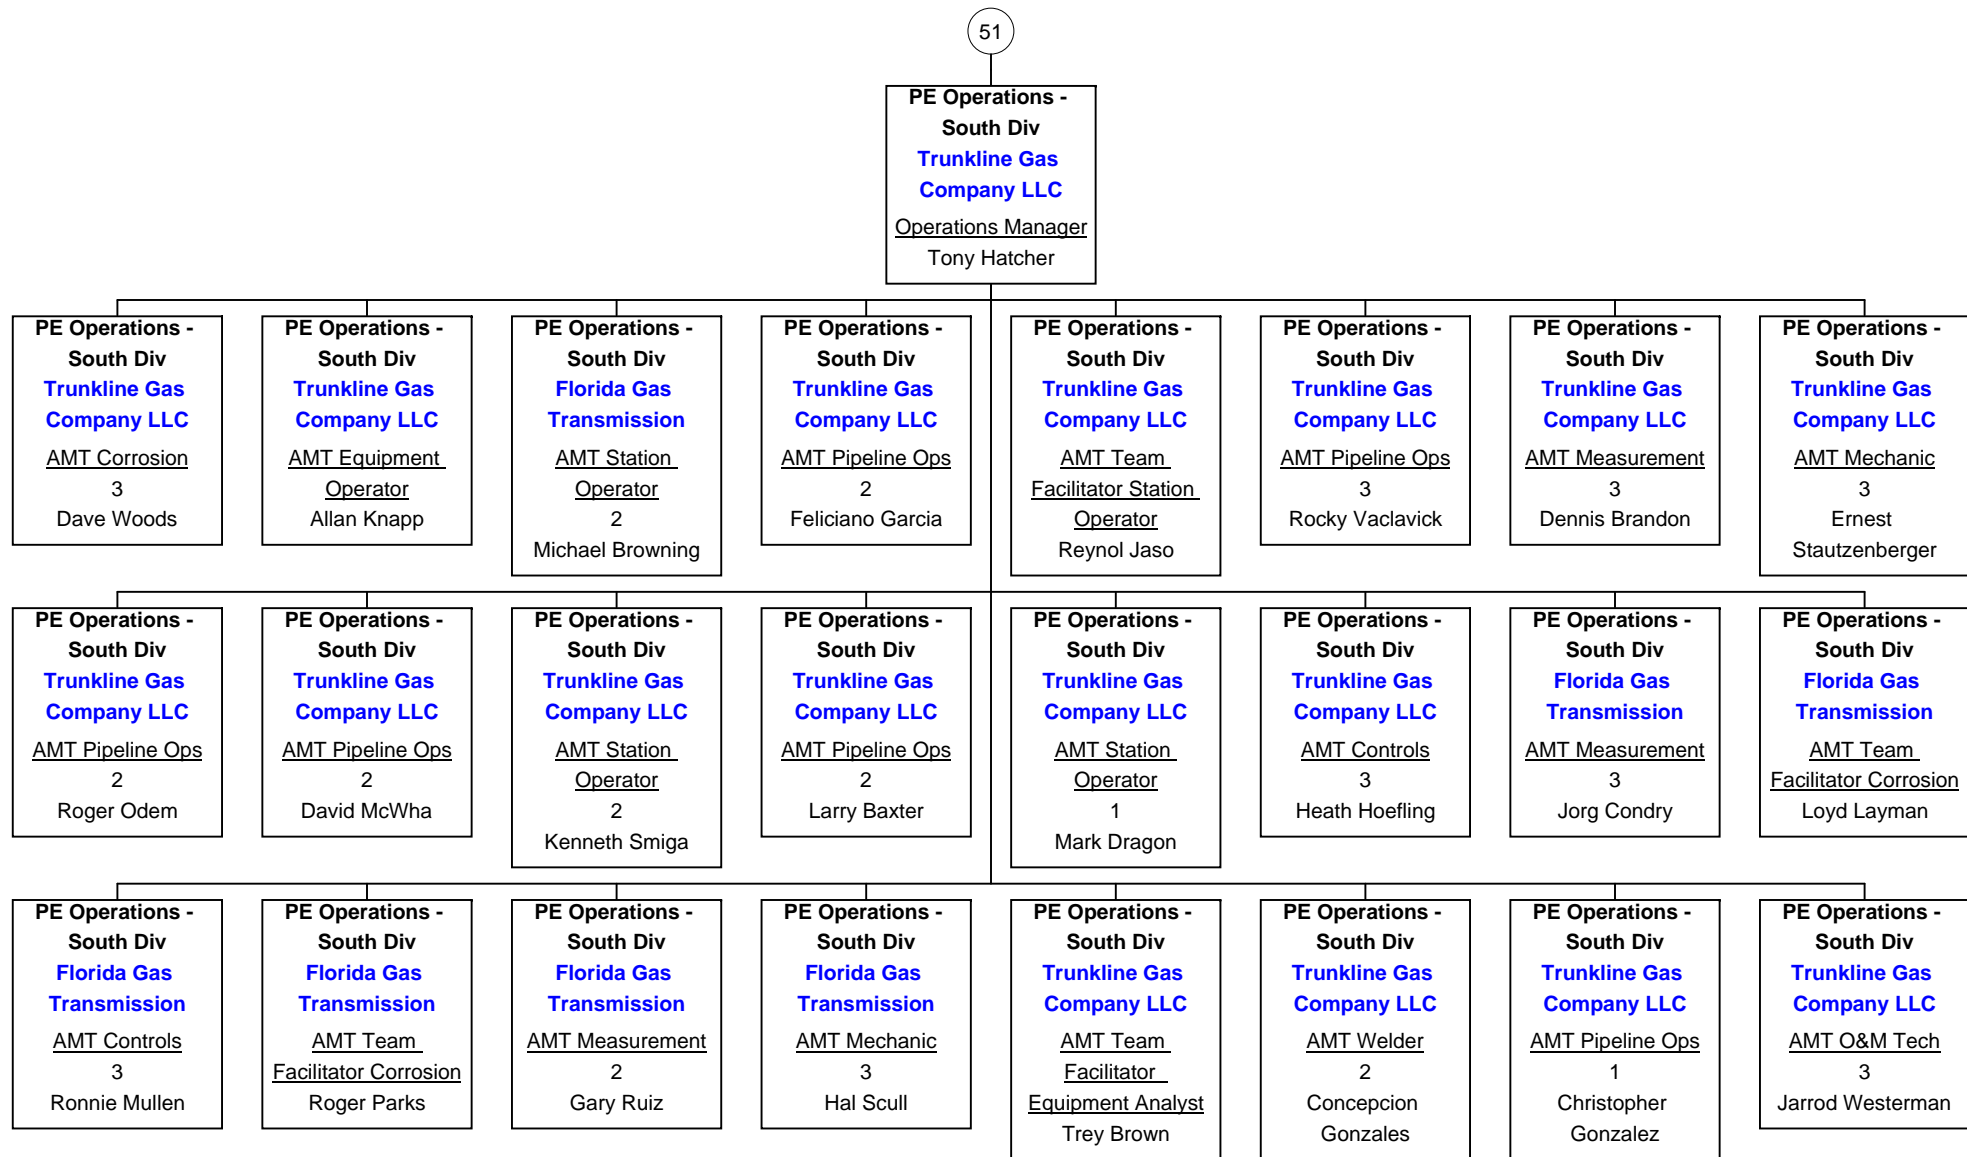 51
PE Operations -
South Div
Trunkline Gas
Company LLC
Operations Manager
Tony Hatcher
PE Operations -
South Div
Trunkline Gas
Company LLC
AMT Corrosion
3
Dave Woods
PE Operations -
South Div
Trunkline Gas
Company LLC
AMT Equipment
Operator
Allan Knapp
PE Operations -
South Div
Florida Gas
Transmission
AMT Station
Operator
2
Michael Browning
PE Operations -
South Div
Trunkline Gas
Company LLC
AMT Pipeline Ops
2
Feliciano Garcia
PE Operations -
South Div
Trunkline Gas
Company LLC
AMT Team
Facilitator Station
Operator
Reynol Jaso
PE Operations -
South Div
Trunkline Gas
Company LLC
AMT Pipeline Ops
3
Rocky Vaclavick
PE Operations -
South Div
Trunkline Gas
Company LLC
AMT Measurement
3
Dennis Brandon
PE Operations -
South Div
Trunkline Gas
Company LLC
AMT Mechanic
3
Ernest
Stautzenberger
PE Operations -
South Div
Trunkline Gas
Company LLC
AMT Pipeline Ops
2
Roger Odem
PE Operations -
South Div
Trunkline Gas
Company LLC
AMT Pipeline Ops
2
David McWha
PE Operations -
South Div
Trunkline Gas
Company LLC
AMT Station
Operator
2
Kenneth Smiga
PE Operations -
South Div
Trunkline Gas
Company LLC
AMT Pipeline Ops
2
Larry Baxter
PE Operations -
South Div
Trunkline Gas
Company LLC
AMT Station
Operator
1
Mark Dragon
PE Operations -
South Div
Trunkline Gas
Company LLC
AMT Controls
3
Heath Hoefling
PE Operations -
South Div
Florida Gas
Transmission
AMT Measurement
3
Jorg Condry
PE Operations -
South Div
Florida Gas
Transmission
AMT Team
Facilitator Corrosion
Loyd Layman
PE Operations -
South Div
Florida Gas
Transmission
AMT Controls
3
Ronnie Mullen
PE Operations -
South Div
Florida Gas
Transmission
AMT Team
Facilitator Corrosion
Roger Parks
PE Operations -
South Div
Florida Gas
Transmission
AMT Measurement
2
Gary Ruiz
PE Operations -
South Div
Florida Gas
Transmission
AMT Mechanic
3
Hal Scull
PE Operations -
South Div
Trunkline Gas
Company LLC
AMT Team
Facilitator
Equipment Analyst
Trey Brown
PE Operations -
South Div
Trunkline Gas
Company LLC
AMT Welder
2
Concepcion
Gonzales
PE Operations -
South Div
Trunkline Gas
Company LLC
AMT Pipeline Ops
1
Christopher
Gonzalez
PE Operations -
South Div
Trunkline Gas
Company LLC
AMT O&M Tech
3
Jarrod Westerman